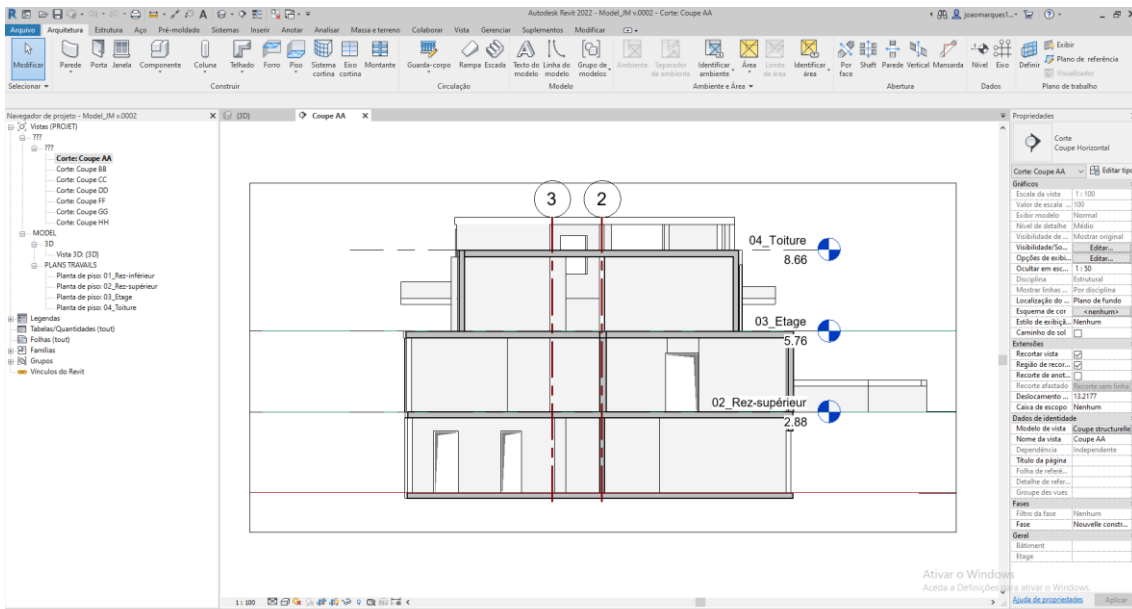 Autodesk Revit 2022 - Model_JM v.0002 - Corte: Coupe AA
joaomarques1...
Arquivo Arquitetura Estrutura Aço Pré-moldado Sistemas Inserir Anotar Analisar Massa e terreno Colaborar Vista Gerenciar Suplementos Modificar
Modificar
Parede Porta Janela Componente Coluna Telhado Forro Piso Sistema cortina Eixo cortina Montante
Guarda-corpo Rampa Escada
Texto do modelo Linha do modelo Grupo de modelos
Ambiente Separador de ambiente Identificar ambiente Área Limite de área Identificar área
Por face Shaft Parede Vertical Mansarda
Nível Eixo
Definir Exibir
Plano de referência
Visualizador
Selecionar Construir Circulação Modelo Ambiente e Área Abertura Dados Plano de trabalho
Navegador de projeto - Model_JM v.0002
Vistas (PROJET)
???
???
Corte: Coupe AA
Corte: Coupe BB
Corte: Coupe CC
Corte: Coupe DD
Corte: Coupe FF
Corte: Coupe GG
Corte: Coupe HH
MODEL
3D
Vista 3D: {3D}
PLANS TRAVAILS
Planta de piso: 01_Rez-inférieur
Planta de piso: 02_Rez-supérieur
Planta de piso: 03_Etage
Planta de piso: 04_Toiture
Legendas
Tabelas/Quantidades (tout)
Folhas (tout)
Famílias
Grupos
Vínculos do Revit
{3D}
Coupe AA
3 2
04_Toiture
8.66
03_Etage
5.76
02_Rez-supérieur
2.88
1 : 100
Propriedades
Corte
Coupe Horizontal
Corte: Coupe AA Editar tipo
Gráficos
Escala da vista 1 : 100
Valor de escala ... 100
Exibir modelo Normal
Nível de detalhe Médio
Visibilidade de ... Mostrar original
Visibilidade/So... Editar...
Opções de exibi... Editar...
Ocultar em esc... 1 : 50
Disciplina Estrutural
Mostrar linhas ... Por disciplina
Localização do ... Plano de fundo
Esquema de cor <nenhum>
Estilo de exibiçã... Nenhum
Caminho do sol
Extensões
Recortar vista
Região de recor...
Recorte de anot...
Recorte afastado Recorte sem linha
Deslocamento ... 13.2177
Caixa de escopo Nenhum
Dados de identidade
Modelo de vista Coupe structurelle
Nome da vista Coupe AA
Dependência Independente
Título da página
Folha de referê...
Detalhe de refer...
Groupe des vues
Fases
Filtro da fase Nenhum
Fase Nouvelle constr...
Geral
Bâtiment
Etage
Ativar o Windows
Aceda a Definições para ativar o Windows.
Ajuda de propriedades Aplicar